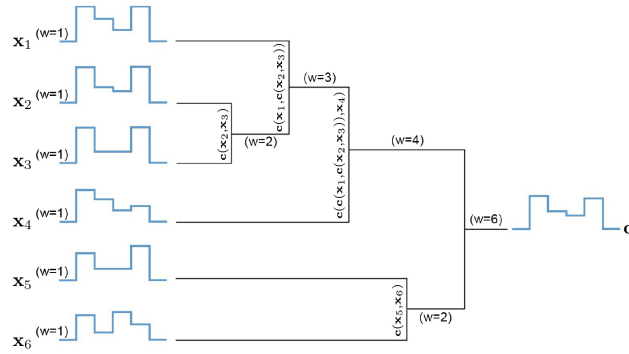 x1 (w=1)
x2 (w=1)
x3 (w=1)
x4 (w=1)
x5 (w=1)
x6 (w=1)
c(x2,x3)
(w=2)
c(x1,c(x2,x3))
(w=3)
c(c(x1,c(x2,x3)),x4)
(w=4)
c(x5,x6)
(w=2)
(w=6)
c